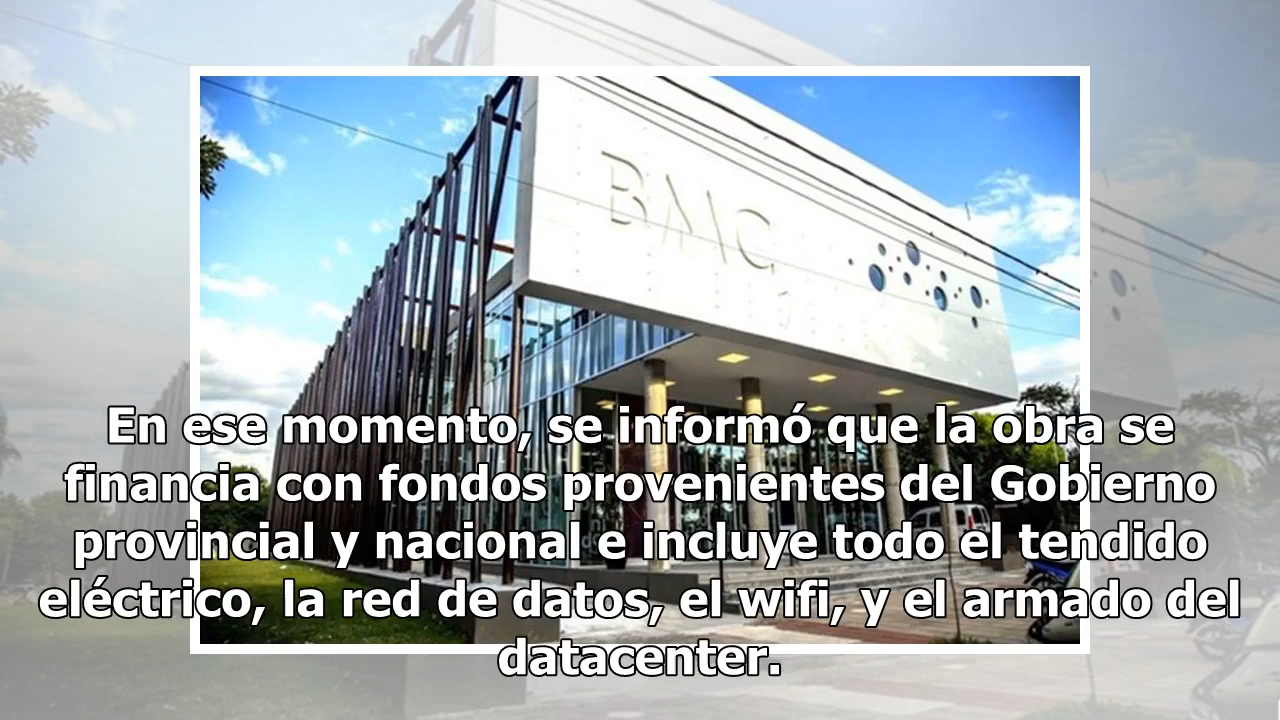 BMG
En ese momento, se informó que la obra se
financia con fondos provenientes del Gobierno
provincial y nacional e incluye todo el tendido
eléctrico, la red de datos, el wifi, y el armado del
datacenter.